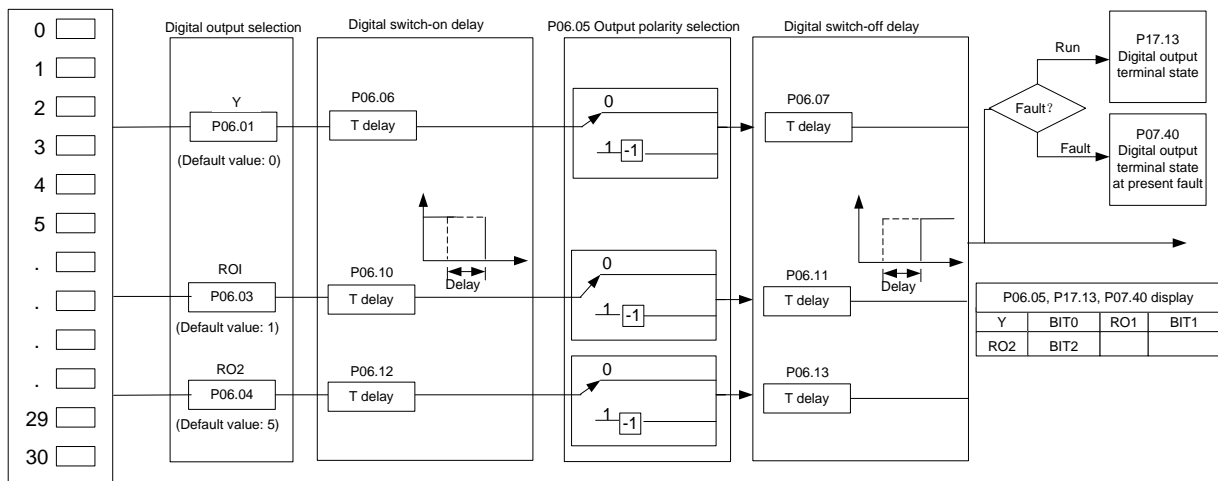 0
1
2
3
4
5
.
.
.
.
29
30
Digital output selection
Y
P06.01
(Default value: 0)
ROI
P06.03
(Default value: 1)
RO2
P06.04
(Default value: 5)
Digital switch-on delay
P06.06
T delay
Delay
P06.10
T delay
P06.12
T delay
P06.05 Output polarity selection
0
1
-1
0
1
-1
0
1
-1
Digital switch-off delay
P06.07
T delay
Delay
P06.11
T delay
P06.13
T delay
Fault?
Run
Fault
P17.13
Digital output
terminal state
P07.40
Digital output
terminal state
at present fault
P06.05, P17.13, P07.40 display
Y BIT0 RO1 BIT1
RO2 BIT2